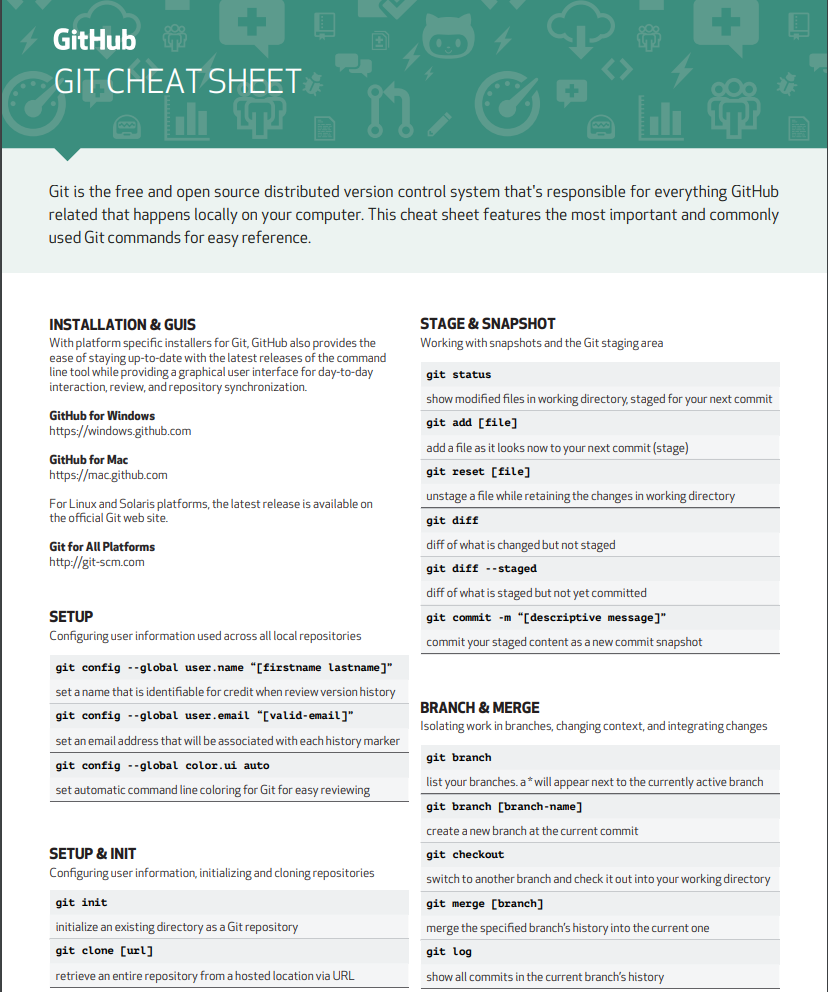 GitHub
GIT CHEAT SHEET
Git is the free and open source distributed version control system that's responsible for everything GitHub
related that happens locally on your computer. This cheat sheet features the most important and commonly
used Git commands for easy reference.
INSTALLATION & GUIS
With platform specific installers for Git, GitHub also provides the
ease of staying up-to-date with the latest releases of the command
line tool while providing a graphical user interface for day-to-day
interaction, review, and repository synchronization.
GitHub for Windows
https://windows.github.com
GitHub for Mac
https://mac.github.com
For Linux and Solaris platforms, the latest release is available on
the official Git web site.
Git for All Platforms
http://git-scm.com
SETUP
Configuring user information used across all local repositories
git config --global user.name “[firstname lastname]”
set a name that is identifiable for credit when review version history
git config --global user.email “[valid-email]”
set an email address that will be associated with each history marker
git config --global color.ui auto
set automatic command line coloring for Git for easy reviewing
SETUP & INIT
Configuring user information, initializing and cloning repositories
git init
initialize an existing directory as a Git repository
git clone [url]
retrieve an entire repository from a hosted location via URL
STAGE & SNAPSHOT
Working with snapshots and the Git staging area
git status
show modified files in working directory, staged for your next commit
git add [file]
add a file as it looks now to your next commit (stage)
git reset [file]
unstage a file while retaining the changes in working directory
git diff
diff of what is changed but not staged
git diff --staged
diff of what is staged but not yet committed
git commit -m “[descriptive message]”
commit your staged content as a new commit snapshot
BRANCH & MERGE
Isolating work in branches, changing context, and integrating changes
git branch
list your branches. a * will appear next to the currently active branch
git branch [branch-name]
create a new branch at the current commit
git checkout
switch to another branch and check it out into your working directory
git merge [branch]
merge the specified branch’s history into the current one
git log
show all commits in the current branch’s history